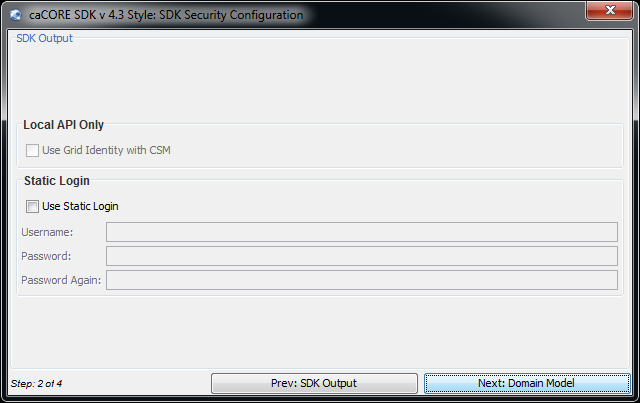 caCORE SDK v 4.3 Style: SDK Security Configuration
SDK Output
Local API Only
Use Grid Identity with CSM
Static Login
Use Static Login
Username:
Password:
Password Again:
Step: 2 of 4
Prev: SDK Output
Next: Domain Model